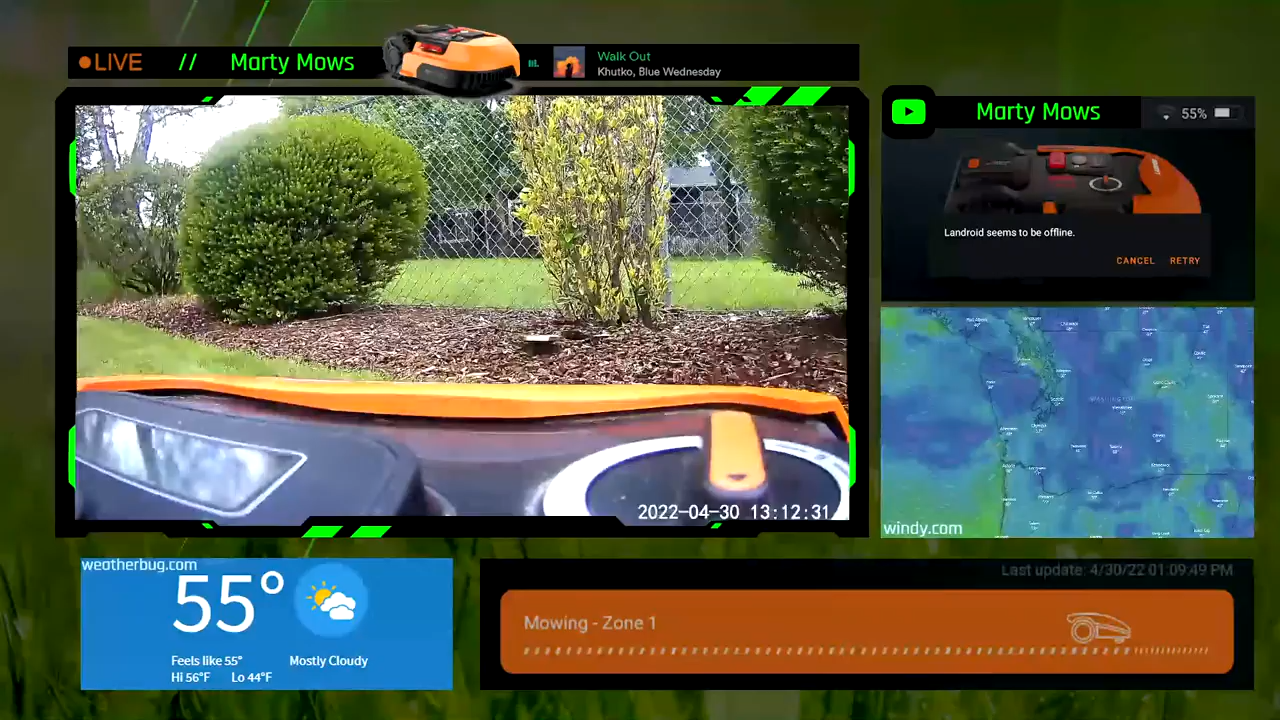 LIVE // Marty Mows
Walk Out
Khutko, Blue Wednesday
Marty Mows
55%
Landroid seems to be offline.
CANCEL RETRY
2022-04-30 13:12:31
windy.com
weatherbug.com
55°
Feels like 55° Mostly Cloudy
Hi 56°F Lo 44°F
Last update: 4/30/22 01:09:49 PM
Mowing - Zone 1